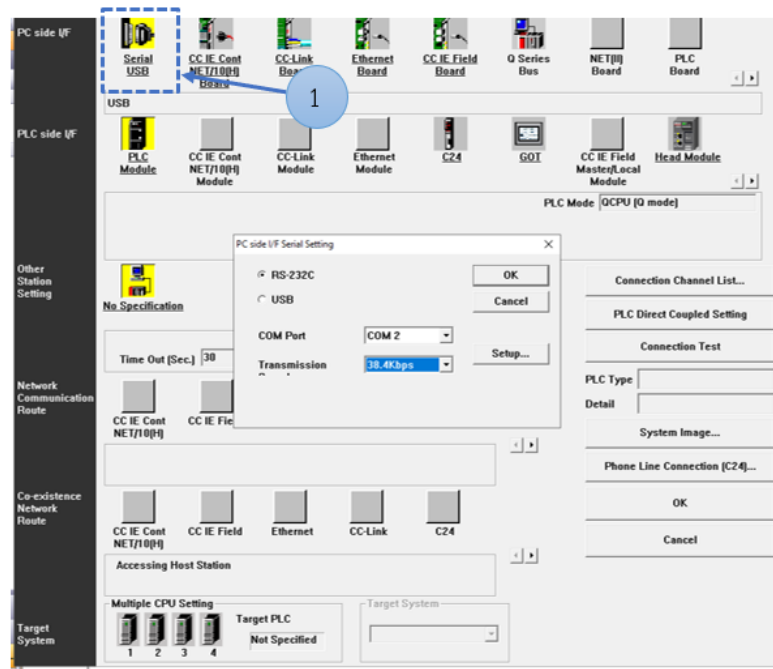 PC side I/F
Serial
USB
CC IE Cont
NET/10(H)
Board
CC-Link
Board
Ethernet
Board
CC IE Field
Board
Q Series
Bus
NET(II)
Board
PLC
Board
1
USB
PLC side I/F
PLC
Module
CC IE Cont
NET/10(H)
Module
CC-Link
Module
Ethernet
Module
C24
GOT
CC IE Field
Master/Local
Module
Head Module
PLC Mode QCPU (Q mode)
PC side I/F Serial Setting
RS-232C
OK
USB
Cancel
COM Port COM 2
Transmission 38.4Kbps
Setup...
Other
Station
Setting
No Specification
Time Out (Sec.) 30
Connection Channel List...
PLC Direct Coupled Setting
Connection Test
PLC Type
Detail
System Image...
Phone Line Connection (C24)...
OK
Cancel
Network
Communication
Route
CC IE Cont
NET/10(H)
CC IE Fie
Co-existence
Network
Route
CC IE Cont
NET/10(H)
CC IE Field
Ethernet
CC-Link
C24
Accessing Host Station
Target
System
Multiple CPU Setting
1 2 3 4
Target PLC
Not Specified
Target System